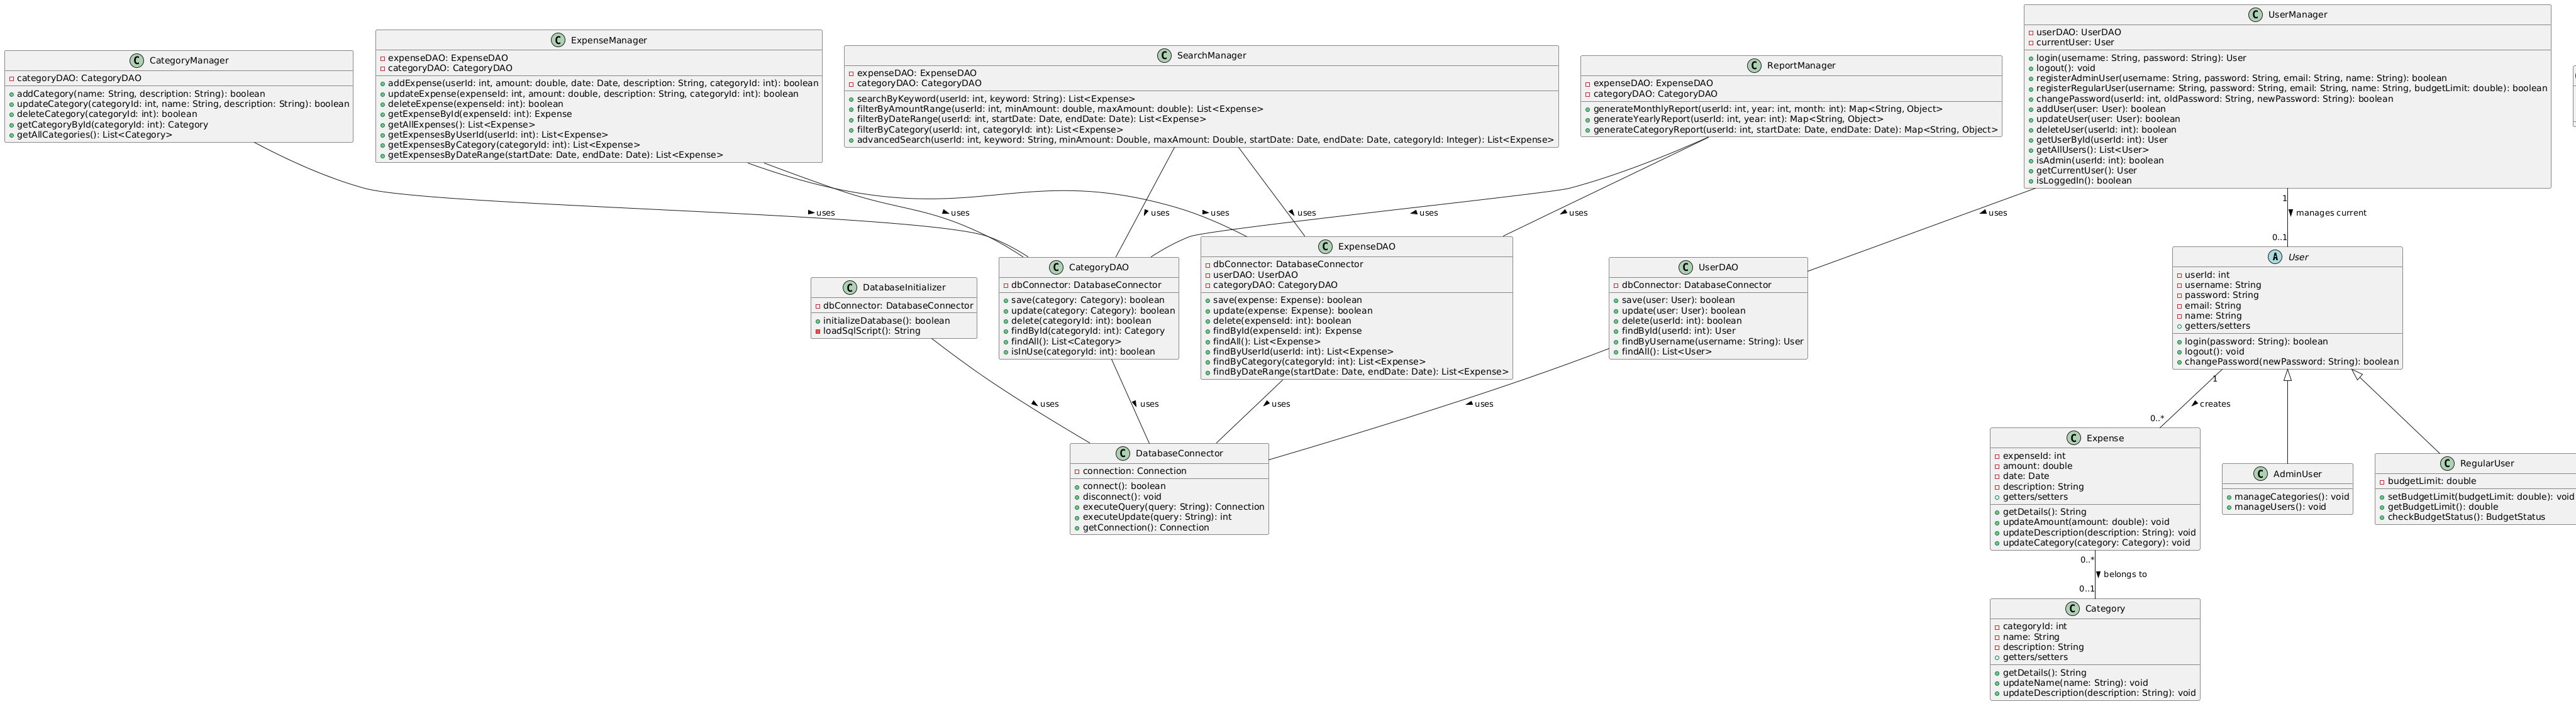 CategoryManager
categoryDAO: CategoryDAO
addCategory(name: String, description: String): boolean
updateCategory(categoryId: int, name: String, description: String): boolean
deleteCategory(categoryId: int): boolean
getCategoryById(categoryId: int): Category
getAllCategories(): List<Category>
ExpenseManager
expenseDAO: ExpenseDAO
categoryDAO: CategoryDAO
addExpense(userId: int, amount: double, date: Date, description: String, categoryId: int): boolean
updateExpense(expenseId: int, amount: double, description: String, categoryId: int): boolean
deleteExpense(expenseId: int): boolean
getExpenseById(expenseId: int): Expense
getAllExpenses(): List<Expense>
getExpensesByUserId(userId: int): List<Expense>
getExpensesByCategory(categoryId: int): List<Expense>
getExpensesByDateRange(startDate: Date, endDate: Date): List<Expense>
SearchManager
expenseDAO: ExpenseDAO
categoryDAO: CategoryDAO
searchByKeyword(userId: int, keyword: String): List<Expense>
filterByAmountRange(userId: int, minAmount: double, maxAmount: double): List<Expense>
filterByDateRange(userId: int, startDate: Date, endDate: Date): List<Expense>
filterByCategory(userId: int, categoryId: int): List<Expense>
advancedSearch(userId: int, keyword: String, minAmount: Double, maxAmount: Double, startDate: Date, endDate: Date, categoryId: Integer): List<Expense>
ReportManager
expenseDAO: ExpenseDAO
categoryDAO: CategoryDAO
generateMonthlyReport(userId: int, year: int, month: int): Map<String, Object>
generateYearlyReport(userId: int, year: int): Map<String, Object>
generateCategoryReport(userId: int, startDate: Date, endDate: Date): Map<String, Object>
UserManager
userDAO: UserDAO
currentUser: User
login(username: String, password: String): User
logout(): void
registerAdminUser(username: String, password: String, email: String, name: String): boolean
registerRegularUser(username: String, password: String, email: String, name: String, budgetLimit: double): boolean
changePassword(userId: int, oldPassword: String, newPassword: String): boolean
addUser(user: User): boolean
updateUser(user: User): boolean
deleteUser(userId: int): boolean
getUserById(userId: int): User
getAllUsers(): List<User>
isAdmin(userId: int): boolean
getCurrentUser(): User
isLoggedIn(): boolean
uses
uses
uses
uses
uses
uses
uses
uses
1
manages current
0..1
DatabaseInitializer
dbConnector: DatabaseConnector
initializeDatabase(): boolean
loadSqlScript(): String
CategoryDAO
dbConnector: DatabaseConnector
save(category: Category): boolean
update(category: Category): boolean
delete(categoryId: int): boolean
findById(categoryId: int): Category
findAll(): List<Category>
isInUse(categoryId: int): boolean
ExpenseDAO
dbConnector: DatabaseConnector
userDAO: UserDAO
categoryDAO: CategoryDAO
save(expense: Expense): boolean
update(expense: Expense): boolean
delete(expenseId: int): boolean
findById(expenseId: int): Expense
findAll(): List<Expense>
findByUserId(userId: int): List<Expense>
findByCategory(categoryId: int): List<Expense>
findByDateRange(startDate: Date, endDate: Date): List<Expense>
UserDAO
dbConnector: DatabaseConnector
save(user: User): boolean
update(user: User): boolean
delete(userId: int): boolean
findById(userId: int): User
findByUsername(username: String): User
findAll(): List<User>
User
userId: int
username: String
password: String
email: String
name: String
getters/setters
login(password: String): boolean
logout(): void
changePassword(newPassword: String): boolean
uses
uses
uses
uses
1
creates
0..*
DatabaseConnector
connection: Connection
connect(): boolean
disconnect(): void
executeQuery(query: String): Connection
executeUpdate(query: String): int
getConnection(): Connection
Expense
expenseId: int
amount: double
date: Date
description: String
getters/setters
getDetails(): String
updateAmount(amount: double): void
updateDescription(description: String): void
updateCategory(category: Category): void
AdminUser
manageCategories(): void
manageUsers(): void
RegularUser
budgetLimit: double
setBudgetLimit(budgetLimit: double): void
getBudgetLimit(): double
checkBudgetStatus(): BudgetStatus
0..*
belongs to
0..1
Category
categoryId: int
name: String
description: String
getters/setters
getDetails(): String
updateName(name: String): void
updateDescription(description: String): void